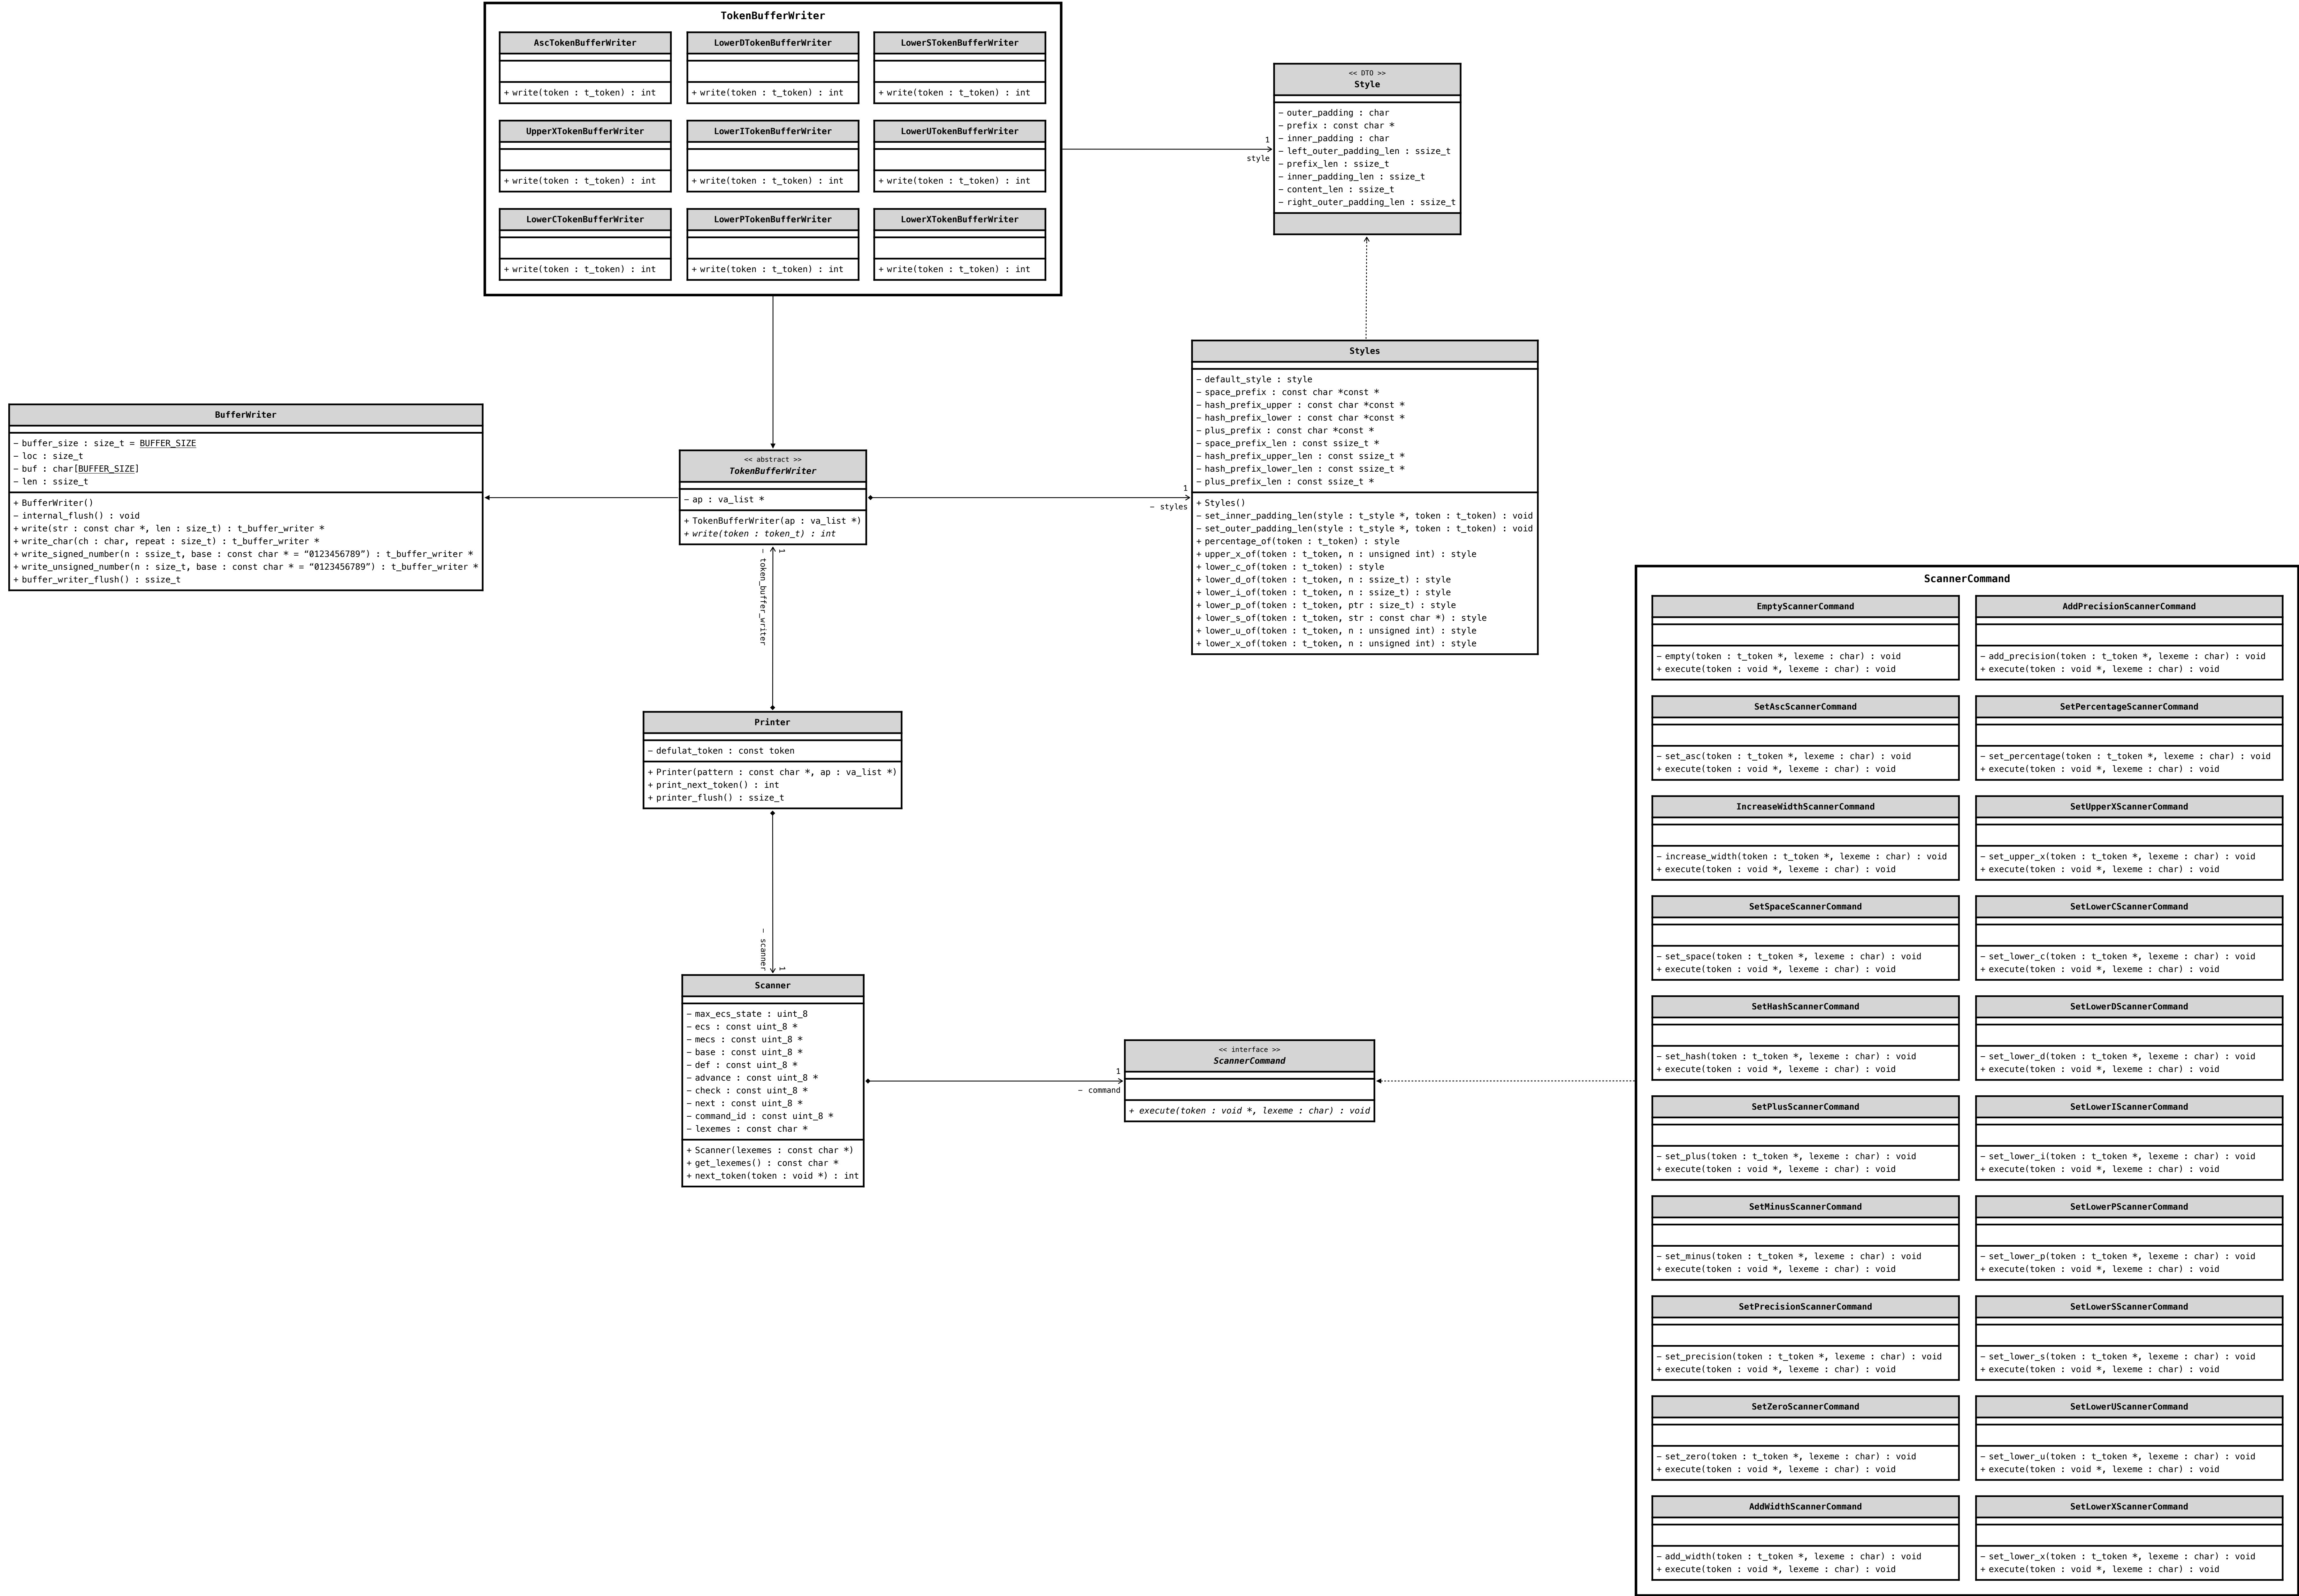 TokenBufferWriter
AscTokenBufferWriter
+ write(token : t_token) : int
LowerDTokenBufferWriter
+ write(token : t_token) : int
LowerSTokenBufferWriter
+ write(token : t_token) : int
UpperXTokenBufferWriter
+ write(token : t_token) : int
LowerITokenBufferWriter
+ write(token : t_token) : int
LowerUTokenBufferWriter
+ write(token : t_token) : int
LowerCTokenBufferWriter
+ write(token : t_token) : int
LowerPTokenBufferWriter
+ write(token : t_token) : int
LowerXTokenBufferWriter
+ write(token : t_token) : int
1
style
<< DTO >>
Style
− outer_padding : char
− prefix : const char *
− inner_padding : char
− left_outer_padding_len : ssize_t
− prefix_len : ssize_t
− inner_padding_len : ssize_t
− content_len : ssize_t
− right_outer_padding_len : ssize_t
Styles
− default_style : style
− space_prefix : const char *const *
− hash_prefix_upper : const char *const *
− hash_prefix_lower : const char *const *
− plus_prefix : const char *const *
− space_prefix_len : const ssize_t *
− hash_prefix_upper_len : const ssize_t *
− hash_prefix_lower_len : const ssize_t *
− plus_prefix_len : const ssize_t *
+ Styles()
− set_inner_padding_len(style : t_style *, token : t_token) : void
− set_outer_padding_len(style : t_style *, token : t_token) : void
+ percentage_of(token : t_token) : style
+ upper_x_of(token : t_token, n : unsigned int) : style
+ lower_c_of(token : t_token) : style
+ lower_d_of(token : t_token, n : ssize_t) : style
+ lower_i_of(token : t_token, n : ssize_t) : style
+ lower_p_of(token : t_token, ptr : size_t) : style
+ lower_s_of(token : t_token, str : const char *) : style
+ lower_u_of(token : t_token, n : unsigned int) : style
+ lower_x_of(token : t_token, n : unsigned int) : style
BufferWriter
− buffer_size : size_t = BUFFER_SIZE
− loc : size_t
− buf : char[BUFFER_SIZE]
− len : ssize_t
+ BufferWriter()
− internal_flush() : void
+ write(str : const char *, len : size_t) : t_buffer_writer *
+ write_char(ch : char, repeat : size_t) : t_buffer_writer *
+ write_signed_number(n : ssize_t, base : const char * = “0123456789”) : t_buffer_writer *
+ write_unsigned_number(n : size_t, base : const char * = “0123456789”) : t_buffer_writer *
+ buffer_writer_flush() : ssize_t
<< abstract >>
TokenBufferWriter
− ap : va_list *
+ TokenBufferWriter(ap : va_list *)
+ write(token : token_t) : int
1
− styles
1
− token_buffer_writer
Printer
− defulat_token : const token
+ Printer(pattern : const char *, ap : va_list *)
+ print_next_token() : int
+ printer_flush() : ssize_t
1
− scanner
Scanner
− max_ecs_state : uint_8
− ecs : const uint_8 *
− mecs : const uint_8 *
− base : const uint_8 *
− def : const uint_8 *
− advance : const uint_8 *
− check : const uint_8 *
− next : const uint_8 *
− command_id : const uint_8 *
− lexemes : const char *
+ Scanner(lexemes : const char *)
+ get_lexemes() : const char *
+ next_token(token : void *) : int
1
− command
<< interface >>
ScannerCommand
+ execute(token : void *, lexeme : char) : void
ScannerCommand
EmptyScannerCommand
− empty(token : t_token *, lexeme : char) : void
+ execute(token : void *, lexeme : char) : void
AddPrecisionScannerCommand
− add_precision(token : t_token *, lexeme : char) : void
+ execute(token : void *, lexeme : char) : void
SetAscScannerCommand
− set_asc(token : t_token *, lexeme : char) : void
+ execute(token : void *, lexeme : char) : void
SetPercentageScannerCommand
− set_percentage(token : t_token *, lexeme : char) : void
+ execute(token : void *, lexeme : char) : void
IncreaseWidthScannerCommand
− increase_width(token : t_token *, lexeme : char) : void
+ execute(token : void *, lexeme : char) : void
SetUpperXScannerCommand
− set_upper_x(token : t_token *, lexeme : char) : void
+ execute(token : void *, lexeme : char) : void
SetSpaceScannerCommand
− set_space(token : t_token *, lexeme : char) : void
+ execute(token : void *, lexeme : char) : void
SetLowerCScannerCommand
− set_lower_c(token : t_token *, lexeme : char) : void
+ execute(token : void *, lexeme : char) : void
SetHashScannerCommand
− set_hash(token : t_token *, lexeme : char) : void
+ execute(token : void *, lexeme : char) : void
SetLowerDScannerCommand
− set_lower_d(token : t_token *, lexeme : char) : void
+ execute(token : void *, lexeme : char) : void
SetPlusScannerCommand
− set_plus(token : t_token *, lexeme : char) : void
+ execute(token : void *, lexeme : char) : void
SetLowerIScannerCommand
− set_lower_i(token : t_token *, lexeme : char) : void
+ execute(token : void *, lexeme : char) : void
SetMinusScannerCommand
− set_minus(token : t_token *, lexeme : char) : void
+ execute(token : void *, lexeme : char) : void
SetLowerPScannerCommand
− set_lower_p(token : t_token *, lexeme : char) : void
+ execute(token : void *, lexeme : char) : void
SetPrecisionScannerCommand
− set_precision(token : t_token *, lexeme : char) : void
+ execute(token : void *, lexeme : char) : void
SetLowerSScannerCommand
− set_lower_s(token : t_token *, lexeme : char) : void
+ execute(token : void *, lexeme : char) : void
SetZeroScannerCommand
− set_zero(token : t_token *, lexeme : char) : void
+ execute(token : void *, lexeme : char) : void
SetLowerUScannerCommand
− set_lower_u(token : t_token *, lexeme : char) : void
+ execute(token : void *, lexeme : char) : void
AddWidthScannerCommand
− add_width(token : t_token *, lexeme : char) : void
+ execute(token : void *, lexeme : char) : void
SetLowerXScannerCommand
− set_lower_x(token : t_token *, lexeme : char) : void
+ execute(token : void *, lexeme : char) : void